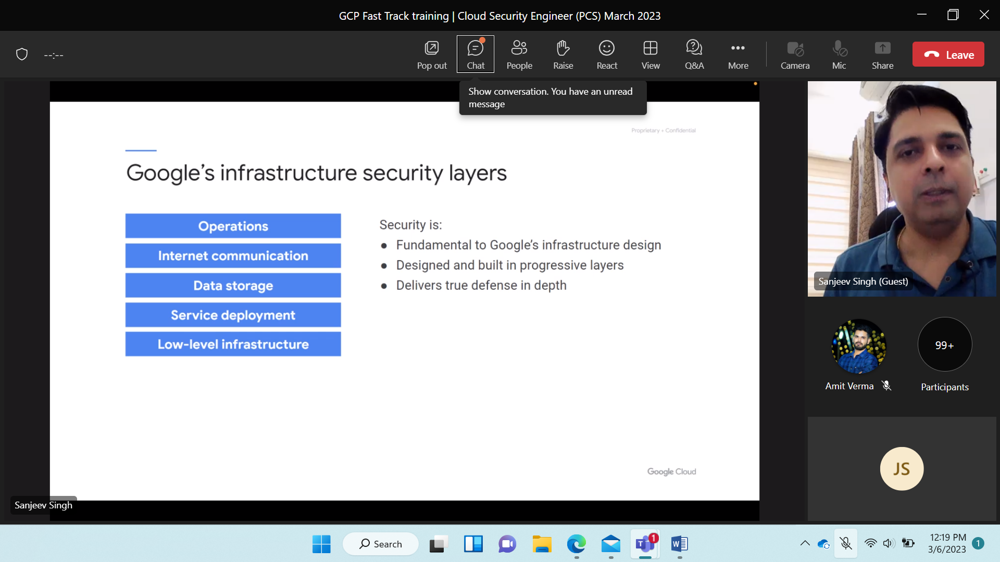 GCP Fast Track training | Cloud Security Engineer (PCS) March 2023
--:--
Pop out
Chat
People
Raise
React
View
Q&A
More
Camera
Mic
Share
Leave
Show conversation. You have an unread
message
Proprietary + Confidential
Google's infrastructure security layers
Operations
Internet communication
Data storage
Service deployment
Low-level infrastructure
Security is:
● Fundamental to Google's infrastructure design
● Designed and built in progressive layers
● Delivers true defense in depth
Google Cloud
Sanjeev Singh
Sanjeev Singh (Guest)
Amit Verma
99+
Participants
JS
Search
T
1
W
12:19 PM
3/6/2023
1